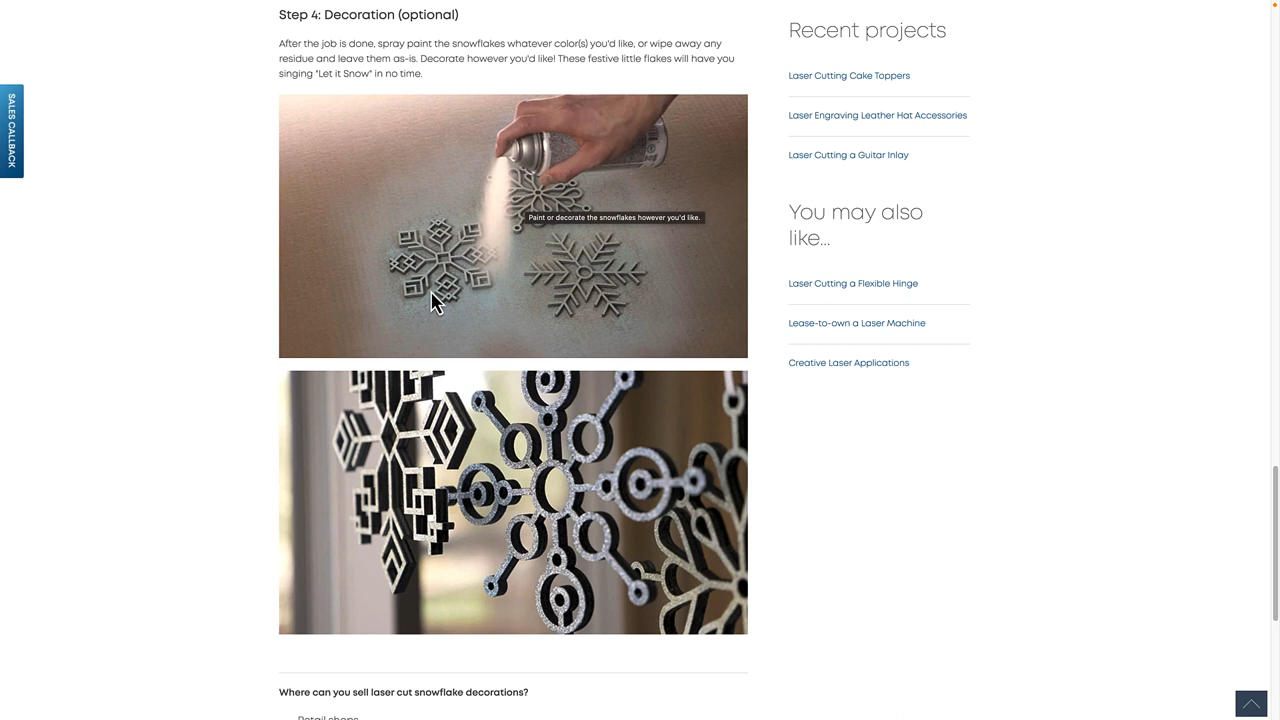 Step 4: Decoration (optional)
After the job is done, spray paint the snowflakes whatever color(s) you'd like, or wipe away any
residue and leave them as-is. Decorate however you'd like! These festive little flakes will have you
singing "Let it Snow" in no time.
SALES CALLBACK
Paint or decorate the snowflakes however you'd like.
Where can you sell laser cut snowflake decorations?
Retail shops
Recent projects
Laser Cutting Cake Toppers
Laser Engraving Leather Hat Accessories
Laser Cutting a Guitar Inlay
You may also
like...
Laser Cutting a Flexible Hinge
Lease-to-own a Laser Machine
Creative Laser Applications